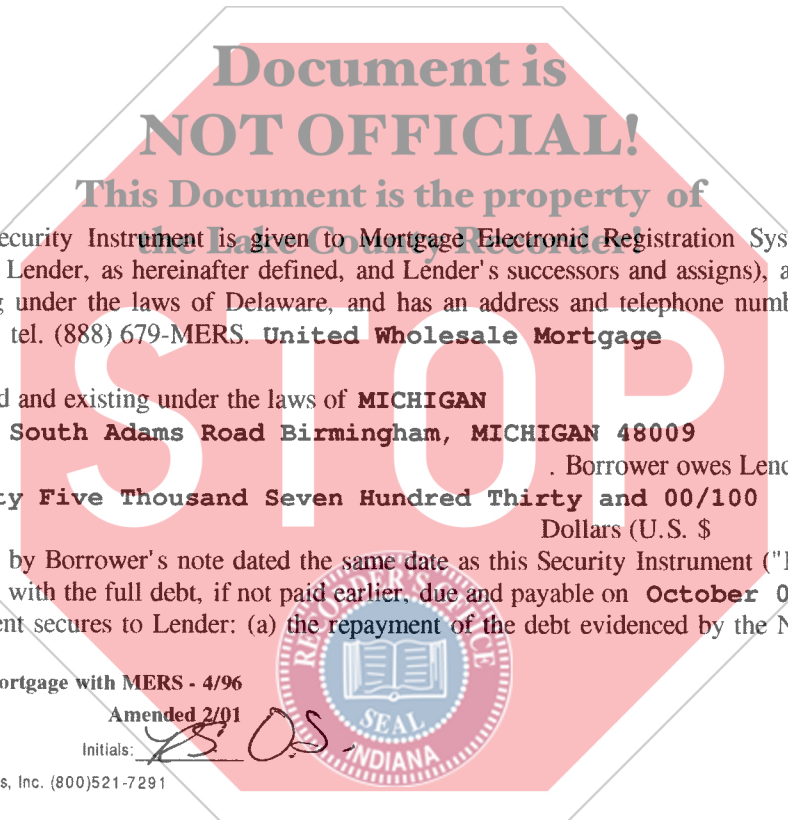 Document is
NOT OFFICIAL!
This Document is the property of
the Lake County Recorder!
ecurity Instrument is given to Mortgage Electronic Registration Sys
Lender, as hereinafter defined, and Lender's successors and assigns), a
g under the laws of Delaware, and has an address and telephone numb
tel. (888) 679-MERS. United Wholesale Mortgage
d and existing under the laws of MICHIGAN
South Adams Road Birmingham, MICHIGAN 48009
. Borrower owes Lend
ty Five Thousand Seven Hundred Thirty and 00/100
Dollars (U.S. $
by Borrower's note dated the same date as this Security Instrument ("
with the full debt, if not paid earlier, due and payable on October 0
ent secures to Lender: (a) the repayment of the debt evidenced by the N
ortgage with MERS - 4/96
Amended 2/01
Initials:
s, Inc. (800)521-7291
STOP
RECORDER'S OFFICE
SEAL
INDIANA